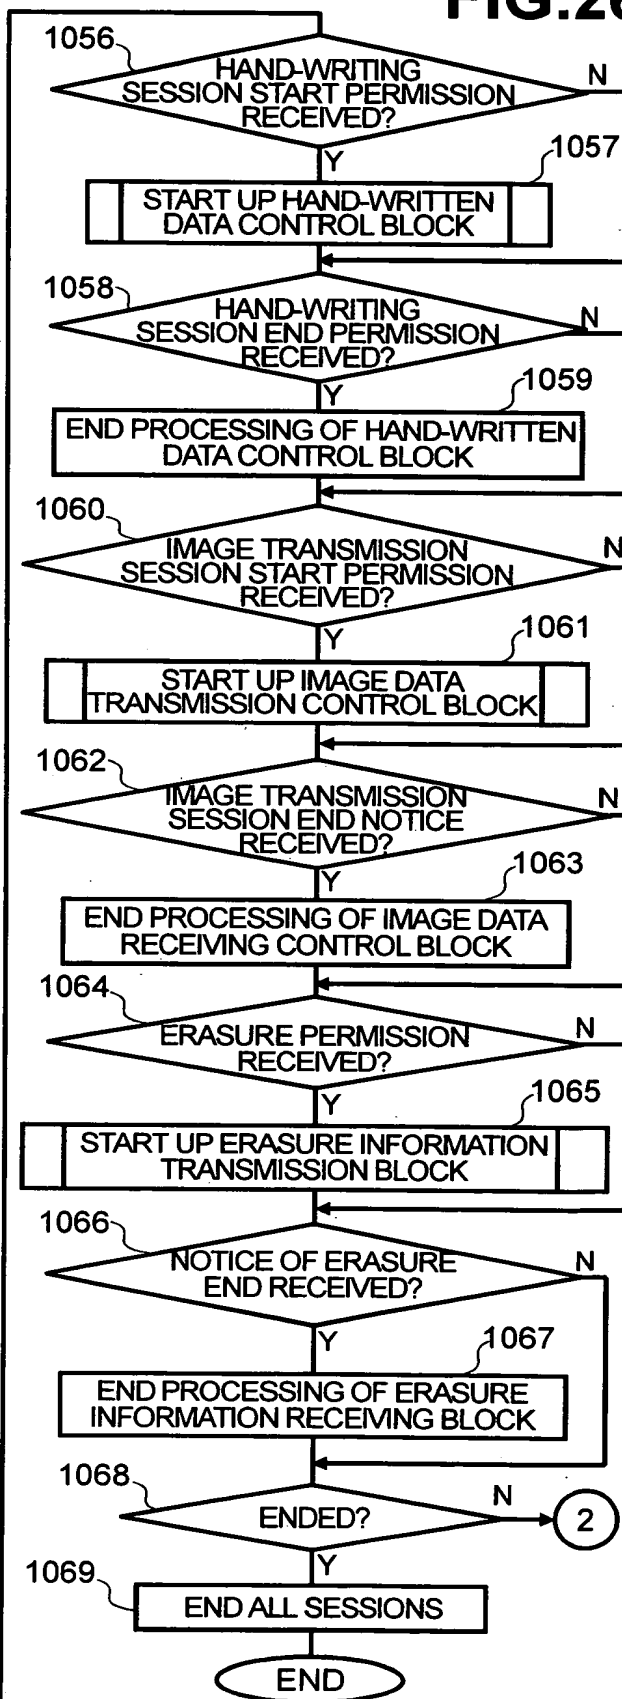 FIG.26
1056
HAND-WRITING
SESSION START PERMISSION
RECEIVED?
N
Y
1057
START UP HAND-WRITTEN
DATA CONTROL BLOCK
1058
HAND-WRITING
SESSION END PERMISSION
RECEIVED?
N
Y
1059
END PROCESSING OF HAND-WRITTEN
DATA CONTROL BLOCK
1060
IMAGE TRANSMISSION
SESSION START PERMISSION
RECEIVED?
N
Y
1061
START UP IMAGE DATA
TRANSMISSION CONTROL BLOCK
1062
IMAGE TRANSMISSION
SESSION END NOTICE
RECEIVED?
N
Y
1063
END PROCESSING OF IMAGE DATA
RECEIVING CONTROL BLOCK
1064
ERASURE PERMISSION
RECEIVED?
N
Y
1065
START UP ERASURE INFORMATION
TRANSMISSION BLOCK
1066
NOTICE OF ERASURE
END RECEIVED?
N
Y
1067
END PROCESSING OF ERASURE
INFORMATION RECEIVING BLOCK
1068
ENDED?
N
2
Y
1069
END ALL SESSIONS
END